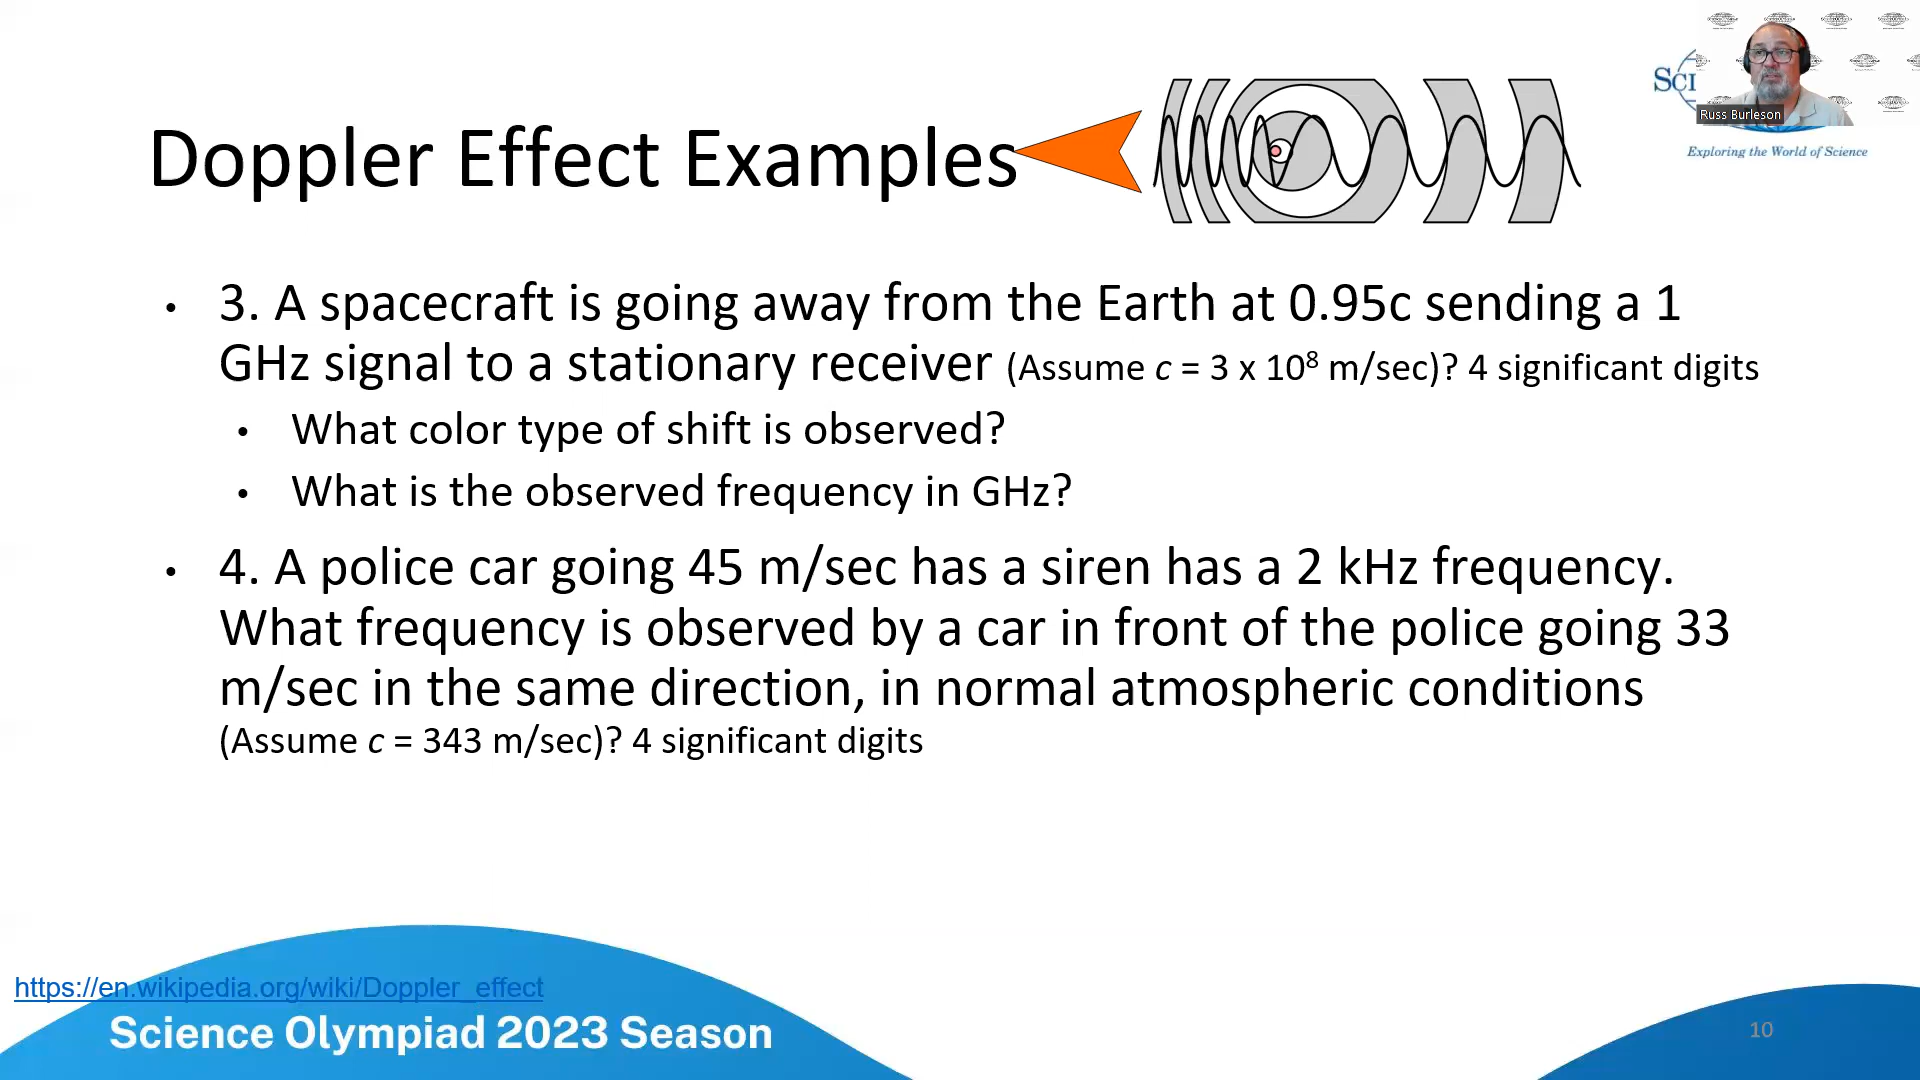 Sci
Russ Burleson
Exploring the World of Science
Doppler Effect Examples
• 3. A spacecraft is going away from the Earth at 0.95c sending a 1
GHz signal to a stationary receiver (Assume c = 3 x 10⁸ m/sec)? 4 significant digits
• What color type of shift is observed?
• What is the observed frequency in GHz?
• 4. A police car going 45 m/sec has a siren has a 2 kHz frequency.
What frequency is observed by a car in front of the police going 33
m/sec in the same direction, in normal atmospheric conditions
(Assume c = 343 m/sec)? 4 significant digits
https://en.wikipedia.org/wiki/Doppler_effect
Science Olympiad 2023 Season
10